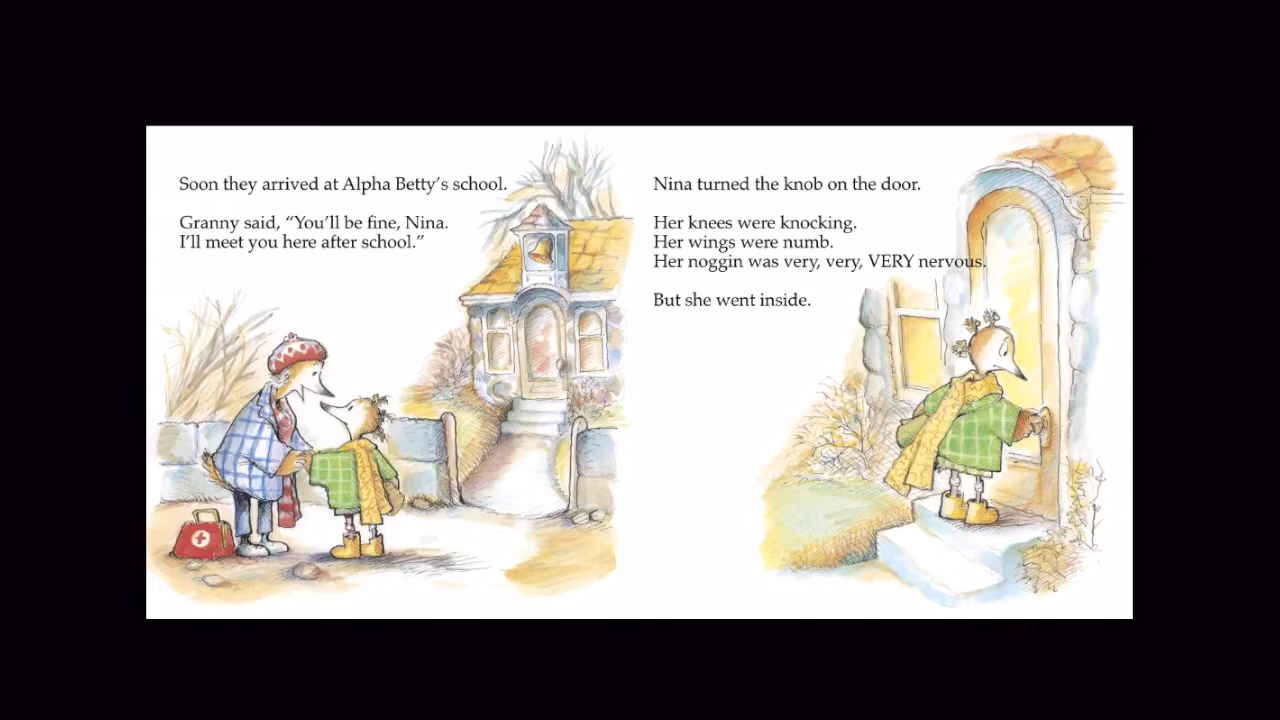 Soon they arrived at Alpha Betty’s school.
Granny said, “You’ll be fine, Nina.
I’ll meet you here after school.”
Nina turned the knob on the door.
Her knees were knocking.
Her wings were numb.
Her noggin was very, very, VERY nervous.
But she went inside.